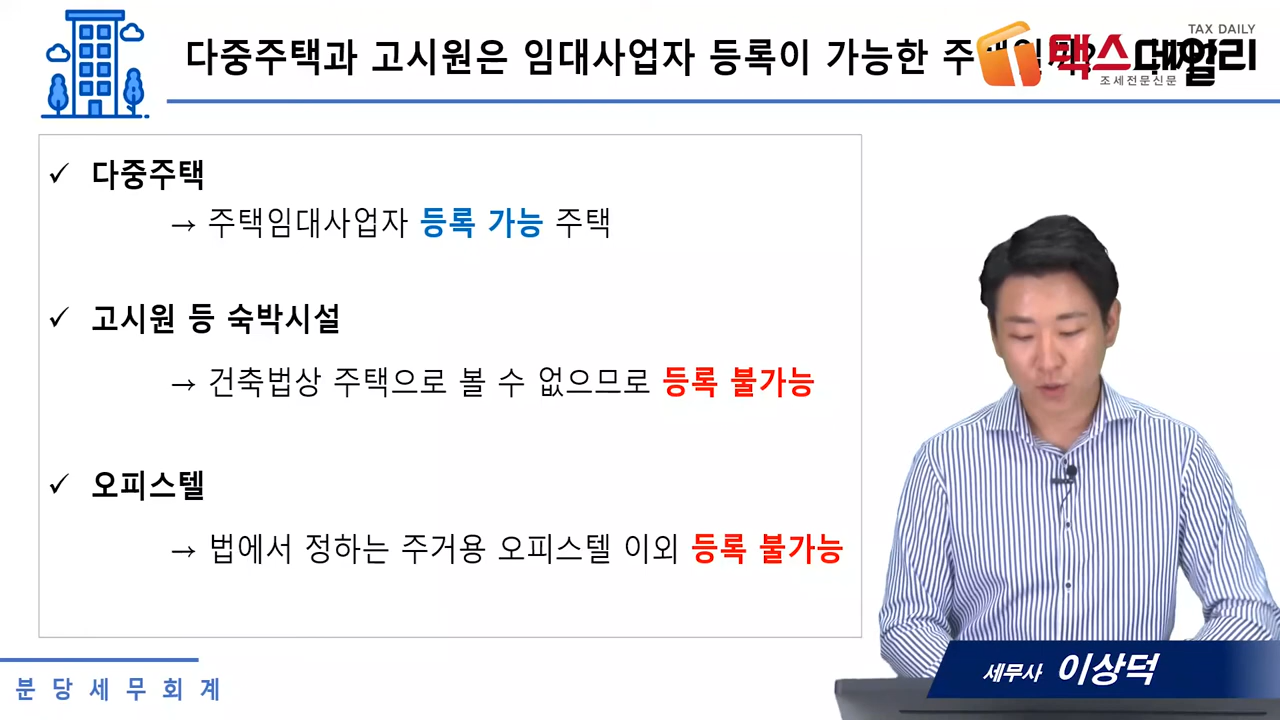 다중주택과 고시원은 임대사업자 등록이 가능한
TAX DAILY
택스데일리
조세전문신문
✓ 다중주택
→ 주택임대사업자 등록 가능 주택
✓ 고시원 등 숙박시설
→ 건축법상 주택으로 볼 수 없으므로 등록 불가능
✓ 오피스텔
→ 법에서 정하는 주거용 오피스텔 이외 등록 불가능
세무사 이상덕
분당세무회계